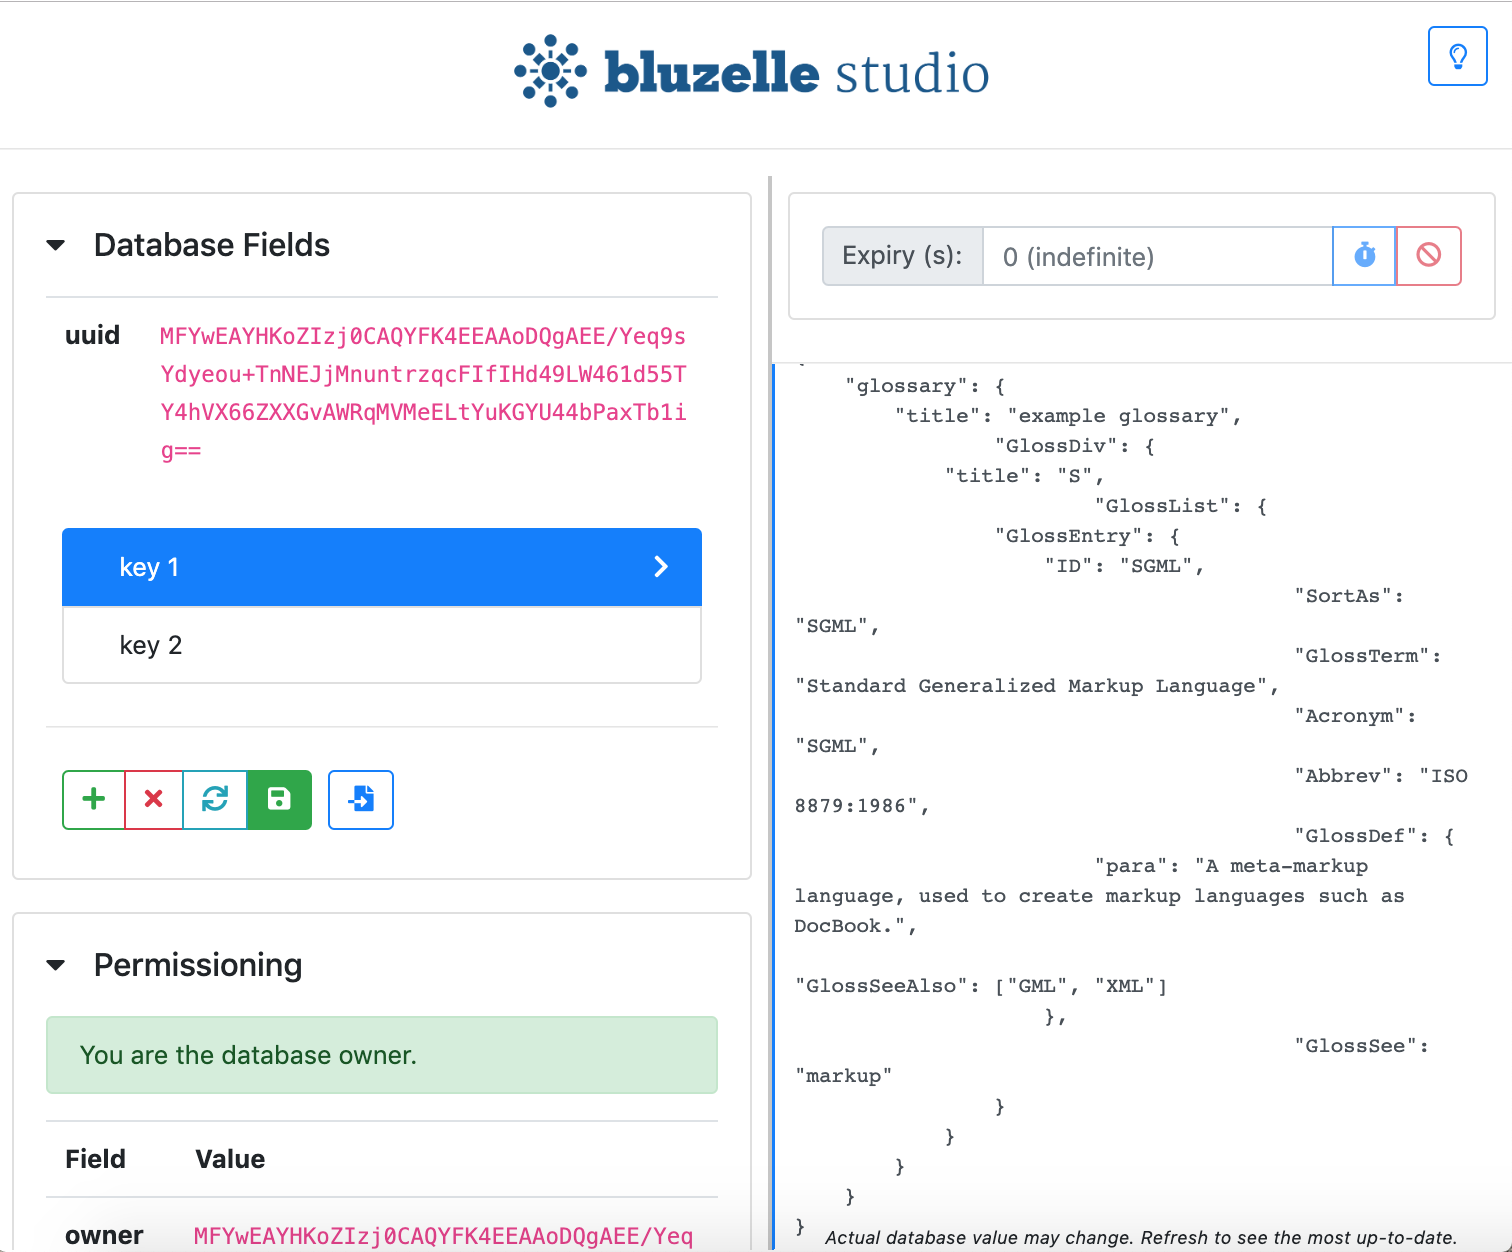 bluzelle studio
Database Fields
uuid MFYwEAYHKoZIzj0CAQYFK4EEAAoDQgAEE/Yeq9s
Ydyeou+TnNEJjMnuntrzqcFIfIHd49LW461d55T
Y4hVX66ZXXGvAWRqMVMeELtYuKGYU44bPaxTb1i
g==
key 1
key 2
Permissioning
You are the database owner.
Field Value
owner MFYwEAYHKoZIzj0CAQYFK4EEAAoDQgAEE/Yeq
Expiry (s): 0 (indefinite)
{
"glossary": {
"title": "example glossary",
"GlossDiv": {
"title": "S",
"GlossList": {
"GlossEntry": {
"ID": "SGML",
"SortAs":
"SGML",
"GlossTerm":
"Standard Generalized Markup Language",
"Acronym":
"SGML",
"Abbrev": "ISO
8879:1986",
"GlossDef": {
"para": "A meta-markup
language, used to create markup languages such as
DocBook.",
"GlossSeeAlso": ["GML", "XML"]
},
"GlossSee":
"markup"
}
}
}
}
}
Actual database value may change. Refresh to see the most up-to-date.